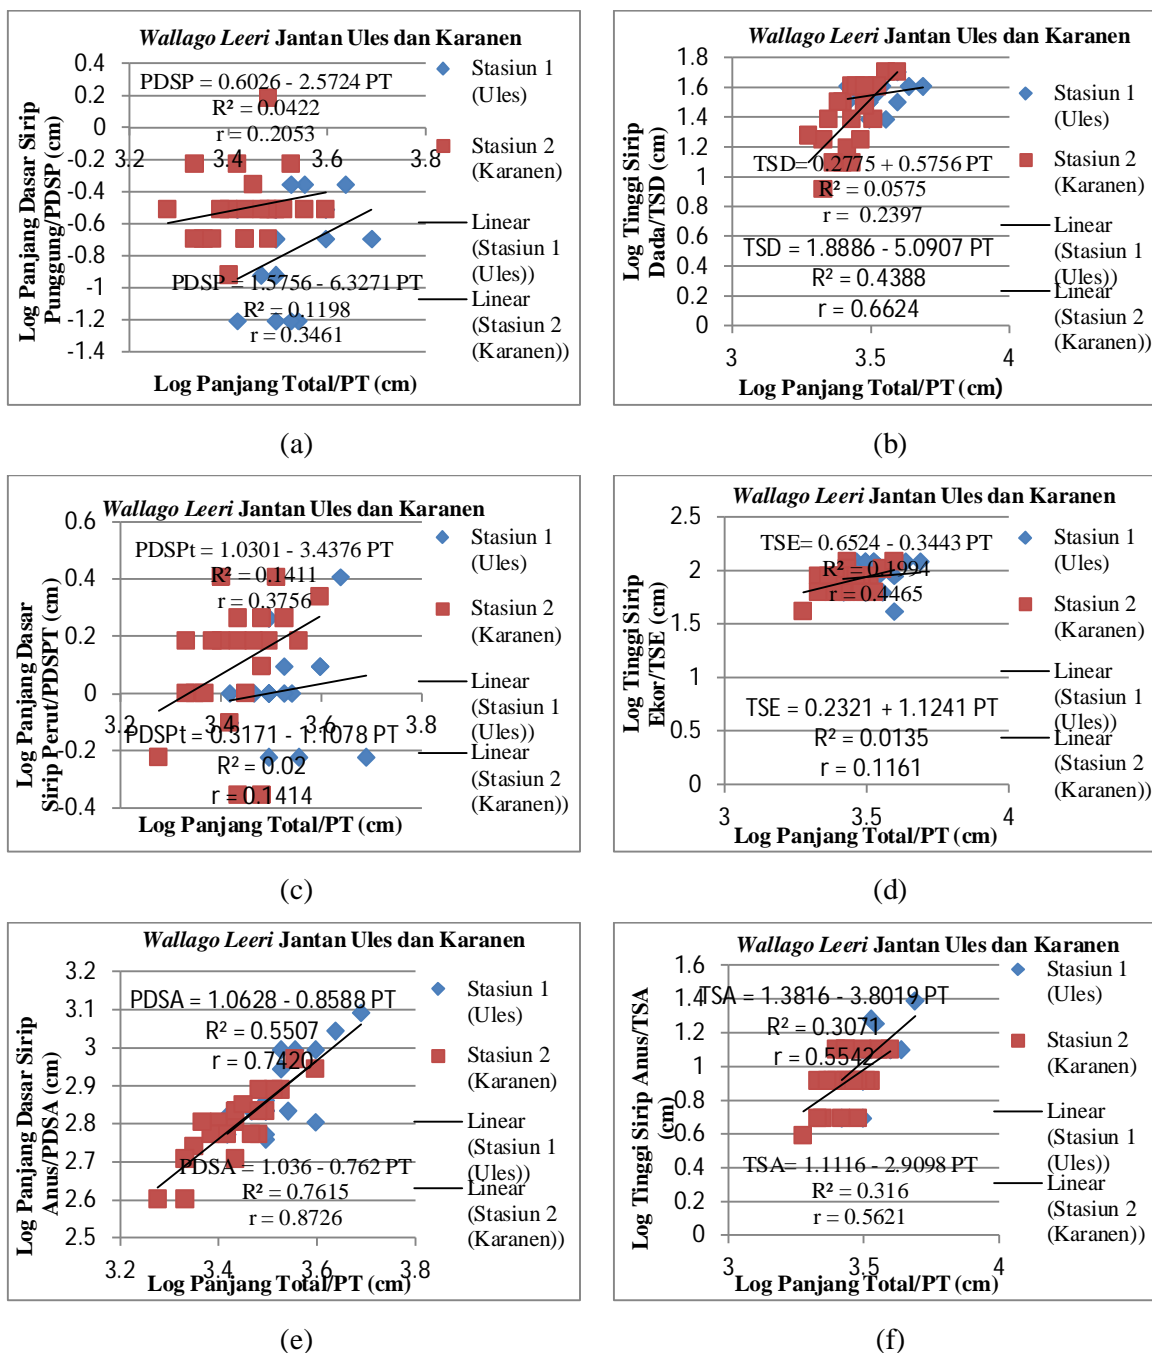 Wallago Leeri Jantan Ules dan Karanen
0.4
0.2
0
-0.2
-0.4
-0.6
-0.8
-1
-1.2
-1.4
3.2
3.4
3.6
3.8
PDSP = 0.6026 - 2.5724 PT
R² = 0.0422
r = 0..2053
PDSP = 1.5756 - 6.3271 PT
R² = 0.1198
r = 0.3461
Log Panjang Dasar Sirip
Punggung/PDSP (cm)
Log Panjang Total/PT (cm)
Stasiun 1
(Ules)
Stasiun 2
(Karanen)
Linear
(Stasiun 1
(Ules))
Linear
(Stasiun 2
(Karanen))
(a)
Wallago Leeri Jantan Ules dan Karanen
1.8
1.6
1.4
1.2
1
0.8
0.6
0.4
0.2
0
3
3.5
4
TSD= 0.2775 + 0.5756 PT
R² = 0.0575
r = 0.2397
TSD = 1.8886 - 5.0907 PT
R² = 0.4388
r = 0.6624
Log Tinggi Sirip
Dada/TSD (cm)
Log Panjang Total/PT (cm)
Stasiun 1
(Ules)
Stasiun 2
(Karanen)
Linear
(Stasiun 1
(Ules))
Linear
(Stasiun 2
(Karanen))
(b)
Wallago Leeri Jantan Ules dan Karanen
0.6
0.4
0.2
0
-0.2
-0.4
3.2
3.4
3.6
3.8
PDSPt = 1.0301 - 3.4376 PT
R² = 0.1411
r = 0.3756
PDSPt = 0.3171 - 1.1078 PT
R² = 0.02
r = 0.1414
Log Panjang Dasar
Sirip Perut/PDSPT (cm)
Log Panjang Total/PT (cm)
Stasiun 1
(Ules)
Stasiun 2
(Karanen)
Linear
(Stasiun 1
(Ules))
Linear
(Stasiun 2
(Karanen))
(c)
Wallago Leeri Jantan Ules dan Karanen
2.5
2
1.5
1
0.5
0
3
3.5
4
TSE= 0.6524 - 0.3443 PT
R² = 0.1994
r = 0.4465
TSE = 0.2321 + 1.1241 PT
R² = 0.0135
r = 0.1161
Log Tinggi Sirip
Ekor/TSE (cm)
Log Panjang Total/PT (cm)
Stasiun 1
(Ules)
Stasiun 2
(Karanen)
Linear
(Stasiun 1
(Ules))
Linear
(Stasiun 2
(Karanen))
(d)
Wallago Leeri Jantan Ules dan Karanen
3.2
3.1
3
2.9
2.8
2.7
2.6
2.5
3.2
3.4
3.6
3.8
PDSA = 1.0628 - 0.8588 PT
R² = 0.5507
r = 0.7420
PDSA = 1.036 - 0.762 PT
R² = 0.7615
r = 0.8726
Log Panjang Dasar Sirip
Anus/PDSA (cm)
Log Panjang Total/PT (cm)
Stasiun 1
(Ules)
Stasiun 2
(Karanen)
Linear
(Stasiun 1
(Ules))
Linear
(Stasiun 2
(Karanen))
(e)
Wallago Leeri Jantan Ules dan Karanen
1.6
1.4
1.2
1
0.8
0.6
0.4
0.2
0
3
3.5
4
TSA = 1.3816 - 3.8019 PT
R² = 0.3071
r = 0.5542
TSA= 1.1116 - 2.9098 PT
R² = 0.316
r = 0.5621
Log Tinggi Sirip Anus/TSA
(cm)
Log Panjang Total/PT (cm)
Stasiun 1
(Ules)
Stasiun 2
(Karanen)
Linear
(Stasiun 1
(Ules))
Linear
(Stasiun 2
(Karanen))
(f)